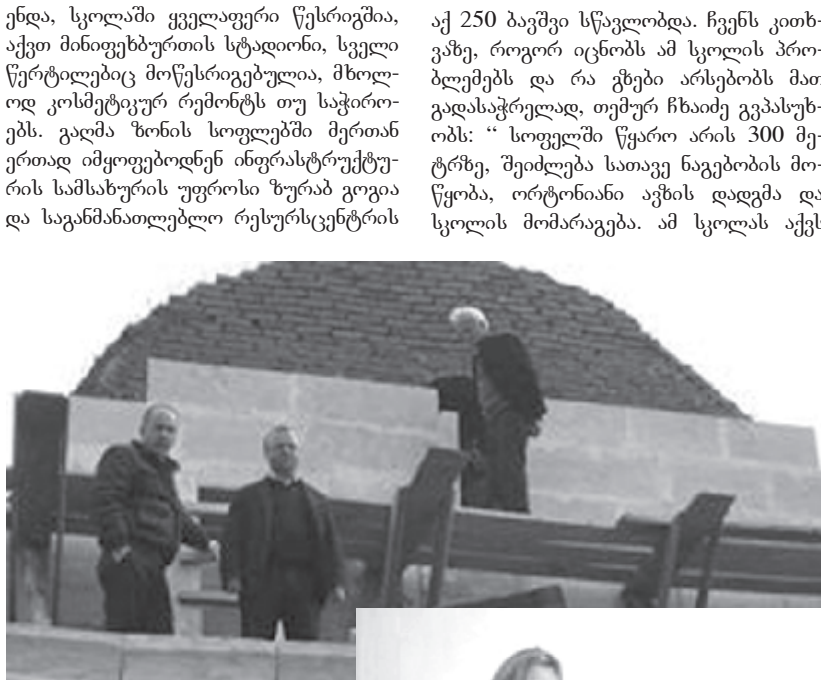 ენდა, სკოლაში ყველაფერი წესრიგშია,
აქვთ მინიფეხბურთის სტადიონი, სველი
წერტილებიც მოწესრიგებულია, მხოლ-
ოდ კოსმეტიკურ რემონტს თუ საჭირო-
ებს. გაღმა ზონის სოფლებში მერთან
ერთად იმყოფებოდნენ ინფრასტრუქტუ-
რის სამსახურის უფროსი ზურაბ გოგია
და საგანმანათლებლო რესურსცენტრის
აქ 250 ბავშვი სწავლობდა. ჩვენს კითხ-
ვაზე, როგორ იცნობს ამ სკოლის პრო-
ბლემებს და რა გზები არსებობს მათ
გადასაჭრელად, თემურ ჩხაიძე გვპასუხ-
ობს: “ სოფელში წყარო არის 300 მე-
ტრზე, შეიძლება სათავე ნაგებობის მო-
წყობა, ორტონიანი ავზის დადგმა და
სკოლის მომარაგება. ამ სკოლას აქვს